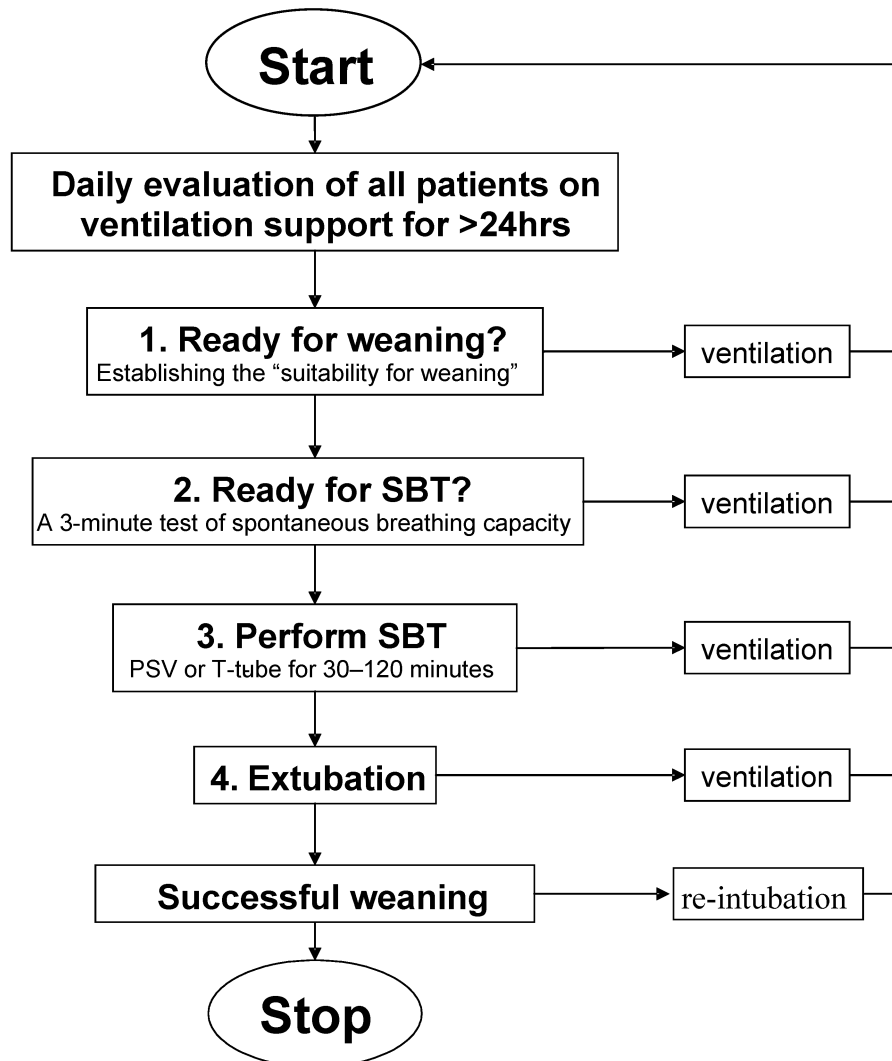 Start
Daily evaluation of all patients on
ventilation support for >24hrs
1. Ready for weaning?
Establishing the “suitability for weaning”
ventilation
2. Ready for SBT?
A 3-minute test of spontaneous breathing capacity
ventilation
3. Perform SBT
PSV or T-tube for 30–120 minutes
ventilation
4. Extubation
ventilation
Successful weaning
re-intubation
Stop